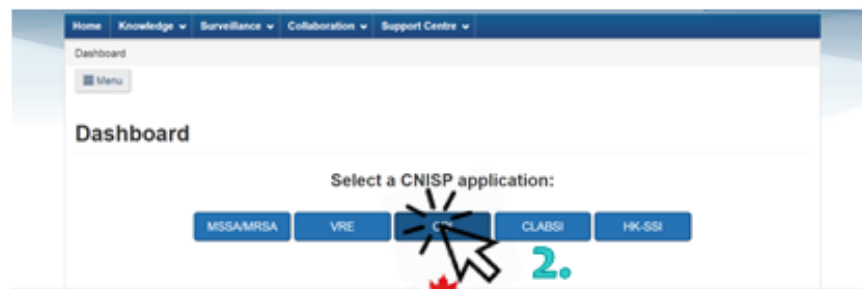 Home Knowledge Surveillance Collaboration Support Centre
Dashboard
Menu
Dashboard
Select a CNISP application:
MSSA/MRSA VRE CLABSI HK-SSI
2.